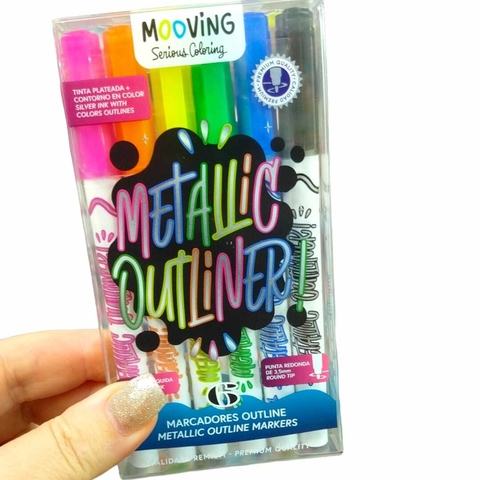 MOOVING
Serious Coloring
TINTA PLATEADA +
CONTORNO EN COLOR
SILVER INK WITH
COLORS OUTLINES
PREMIUM QUALITY
METALLIC
OUTLINER!
PUNTA REDONDA
DE 3.5mm
ROUND TIP
6
MARCADORES OUTLINE
METALLIC OUTLINE MARKERS
PREMIUM QUALITY